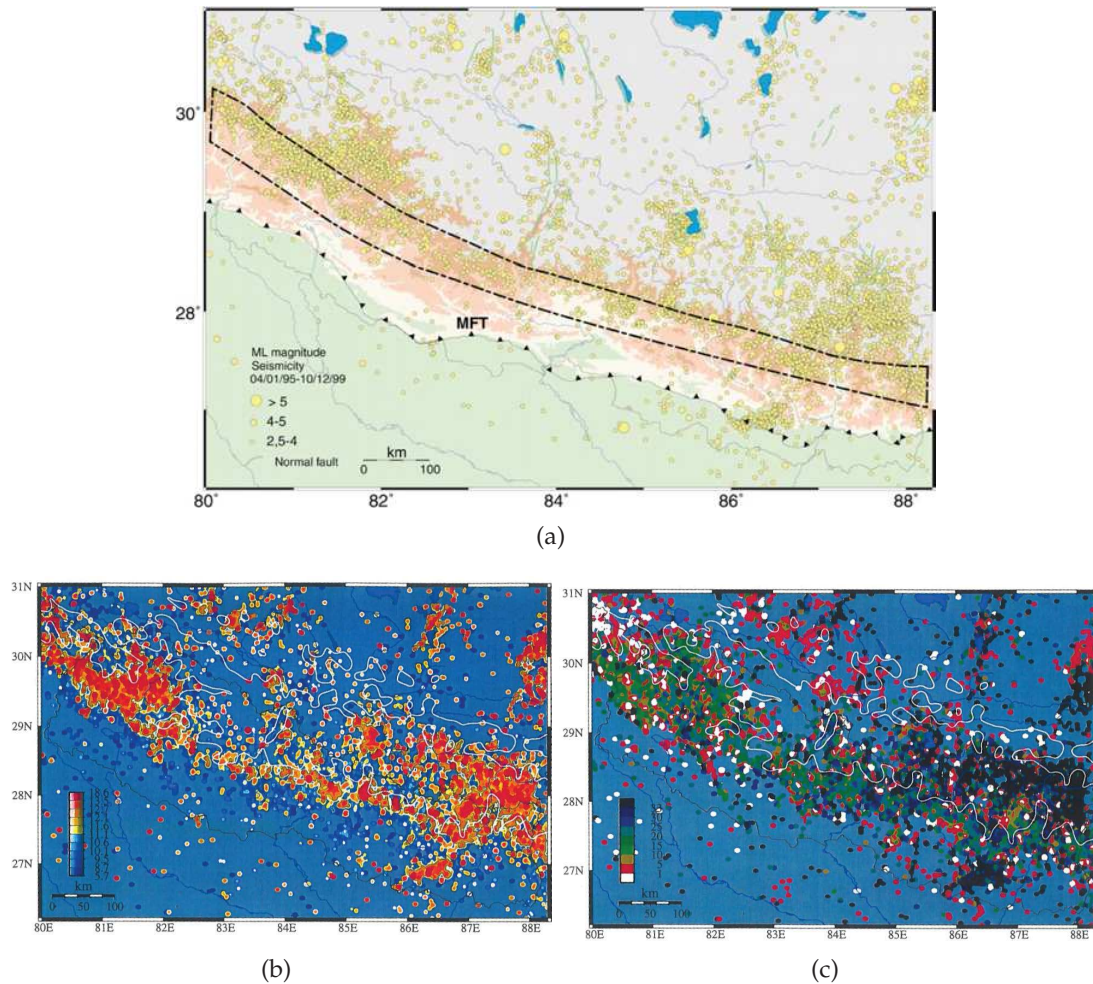 30°
28°
MFT
ML magnitude
Seismicity
04/01/95-10/12/99
> 5
4-5
2,5-4
Normal fault
km
0 100
80° 82° 84° 86° 88°
(a)
31N
30N
29N
28N
27N
km
0 50 100
80E 81E 82E 83E 84E 85E 86E 87E 88E
(b)
31N
30N
29N
28N
27N
km
0 50 100
80E 81E 82E 83E 84E 85E 86E 87E 88E
(c)